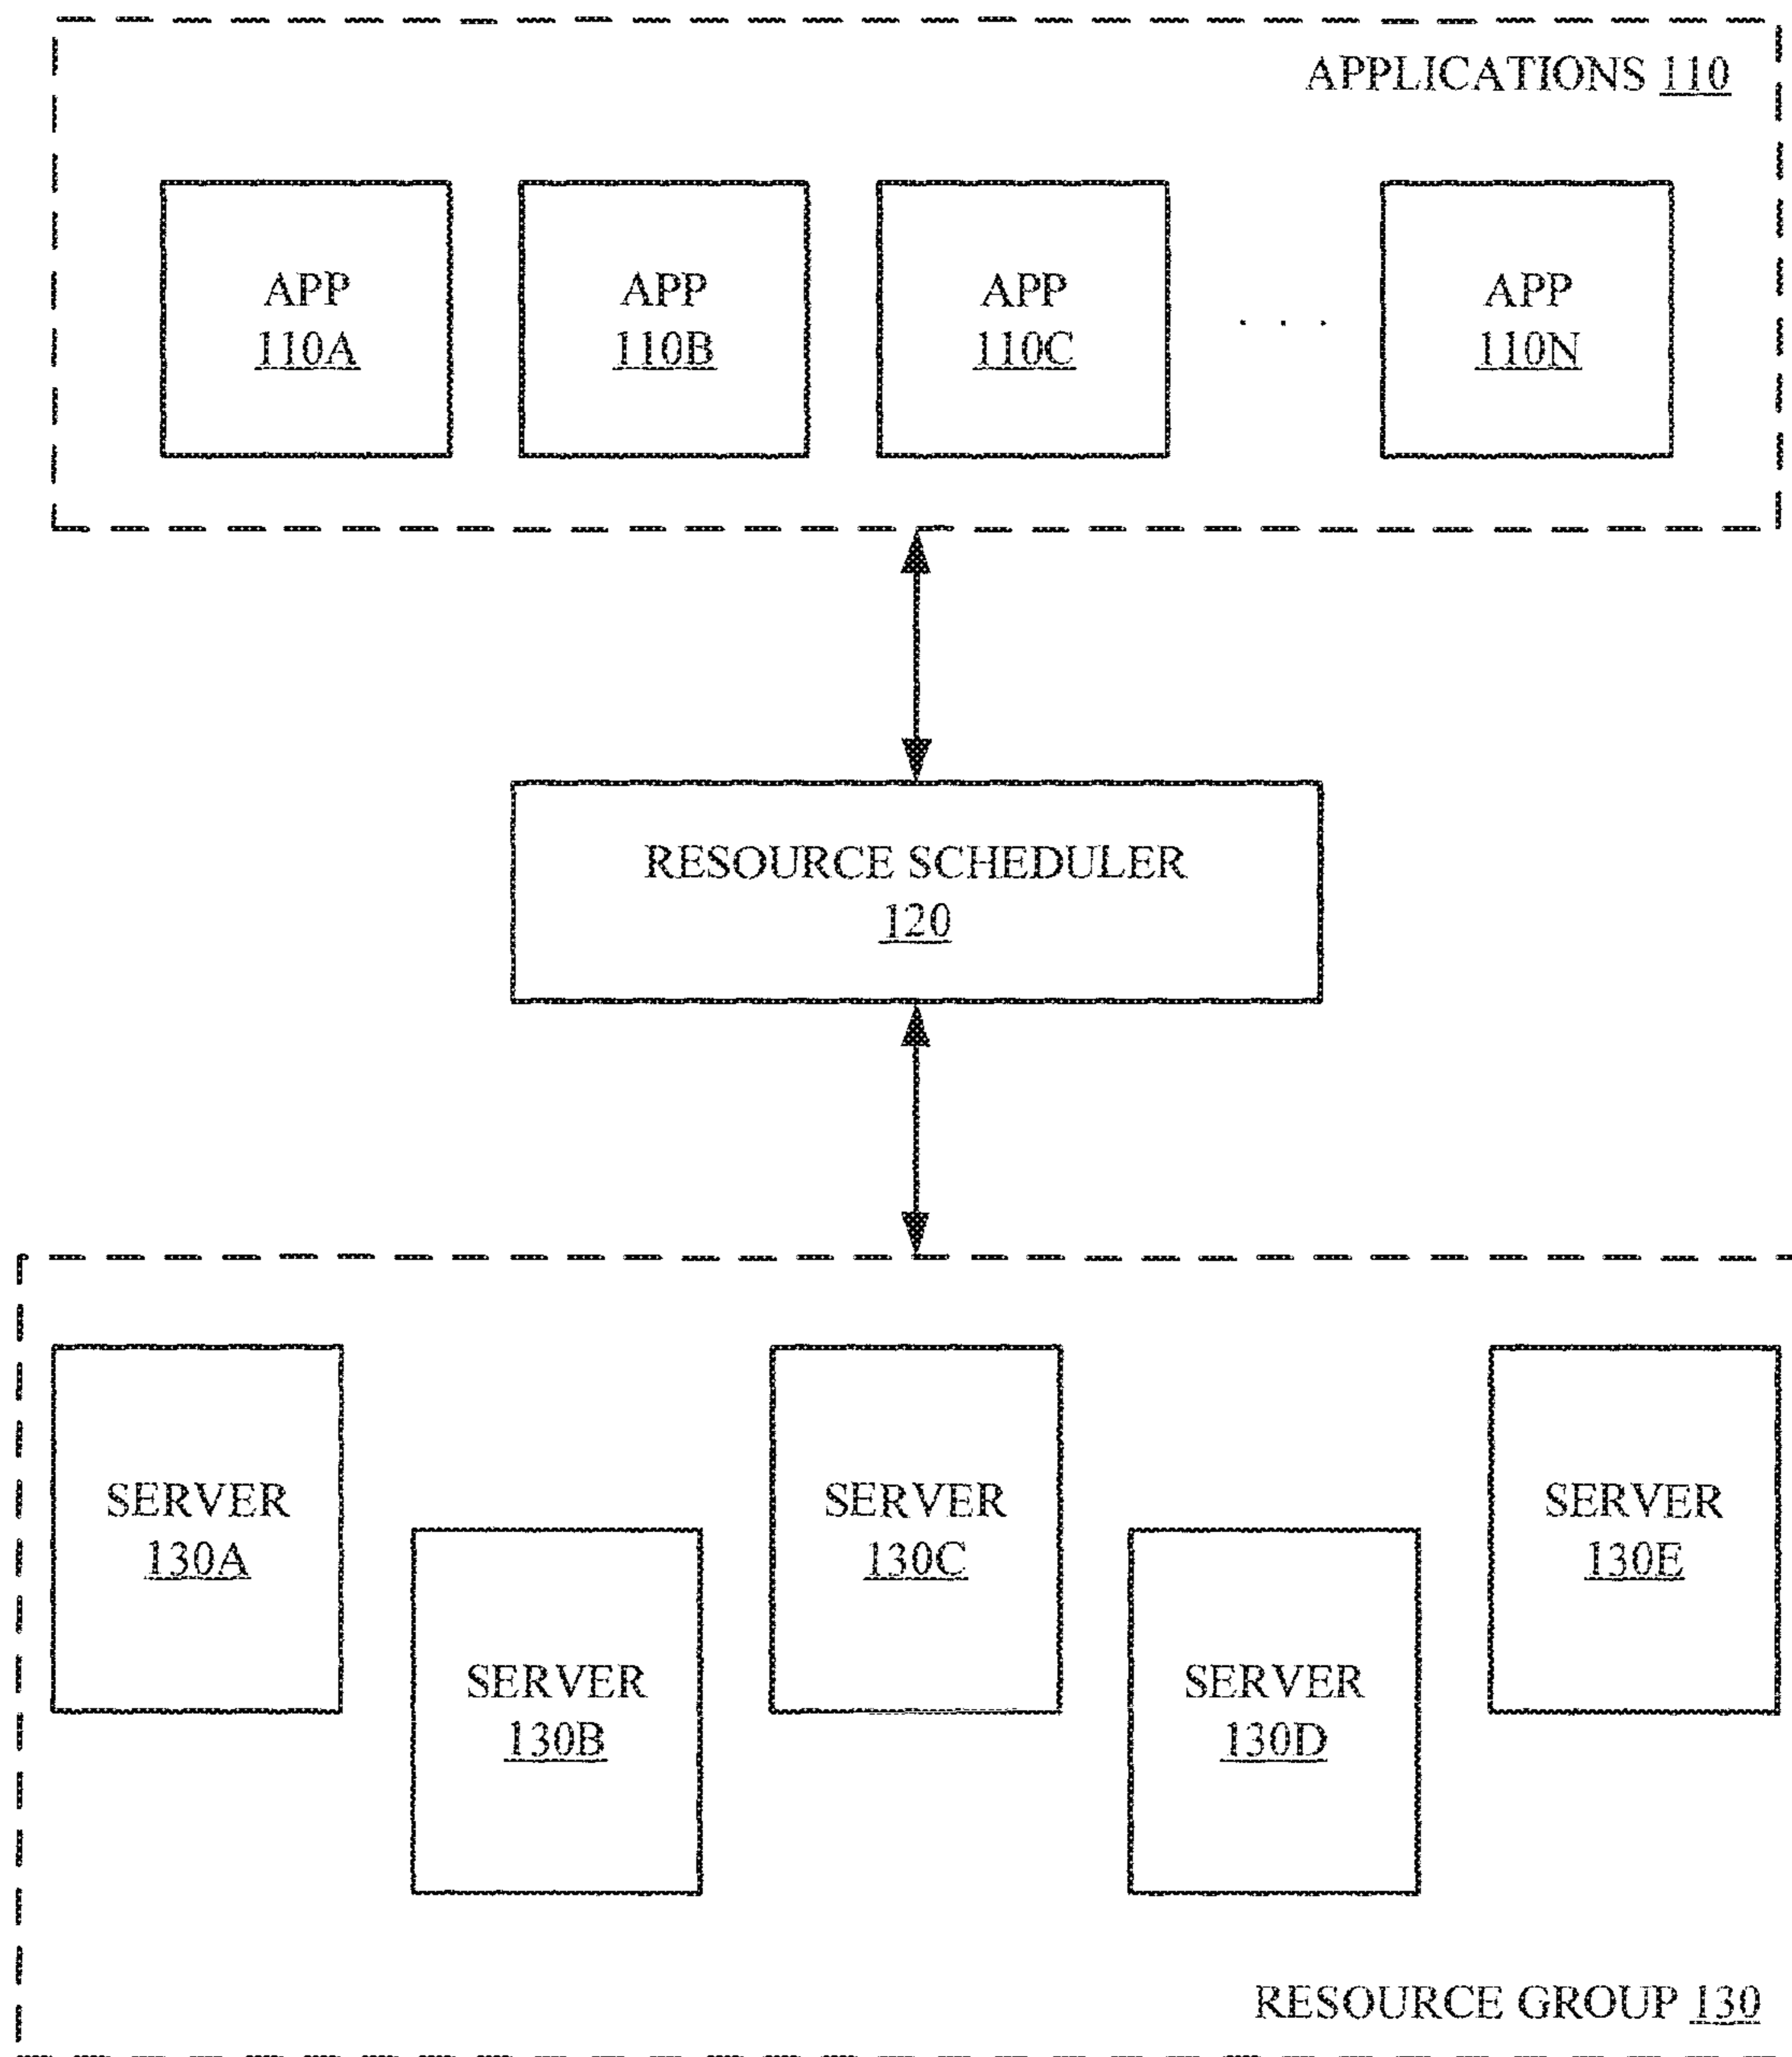 APPLICATIONS 110
APP
110A
APP
110B
APP
110C
. . .
APP
110N
RESOURCE SCHEDULER
120
SERVER
130A
SERVER
130B
SERVER
130C
SERVER
130D
SERVER
130E
RESOURCE GROUP 130